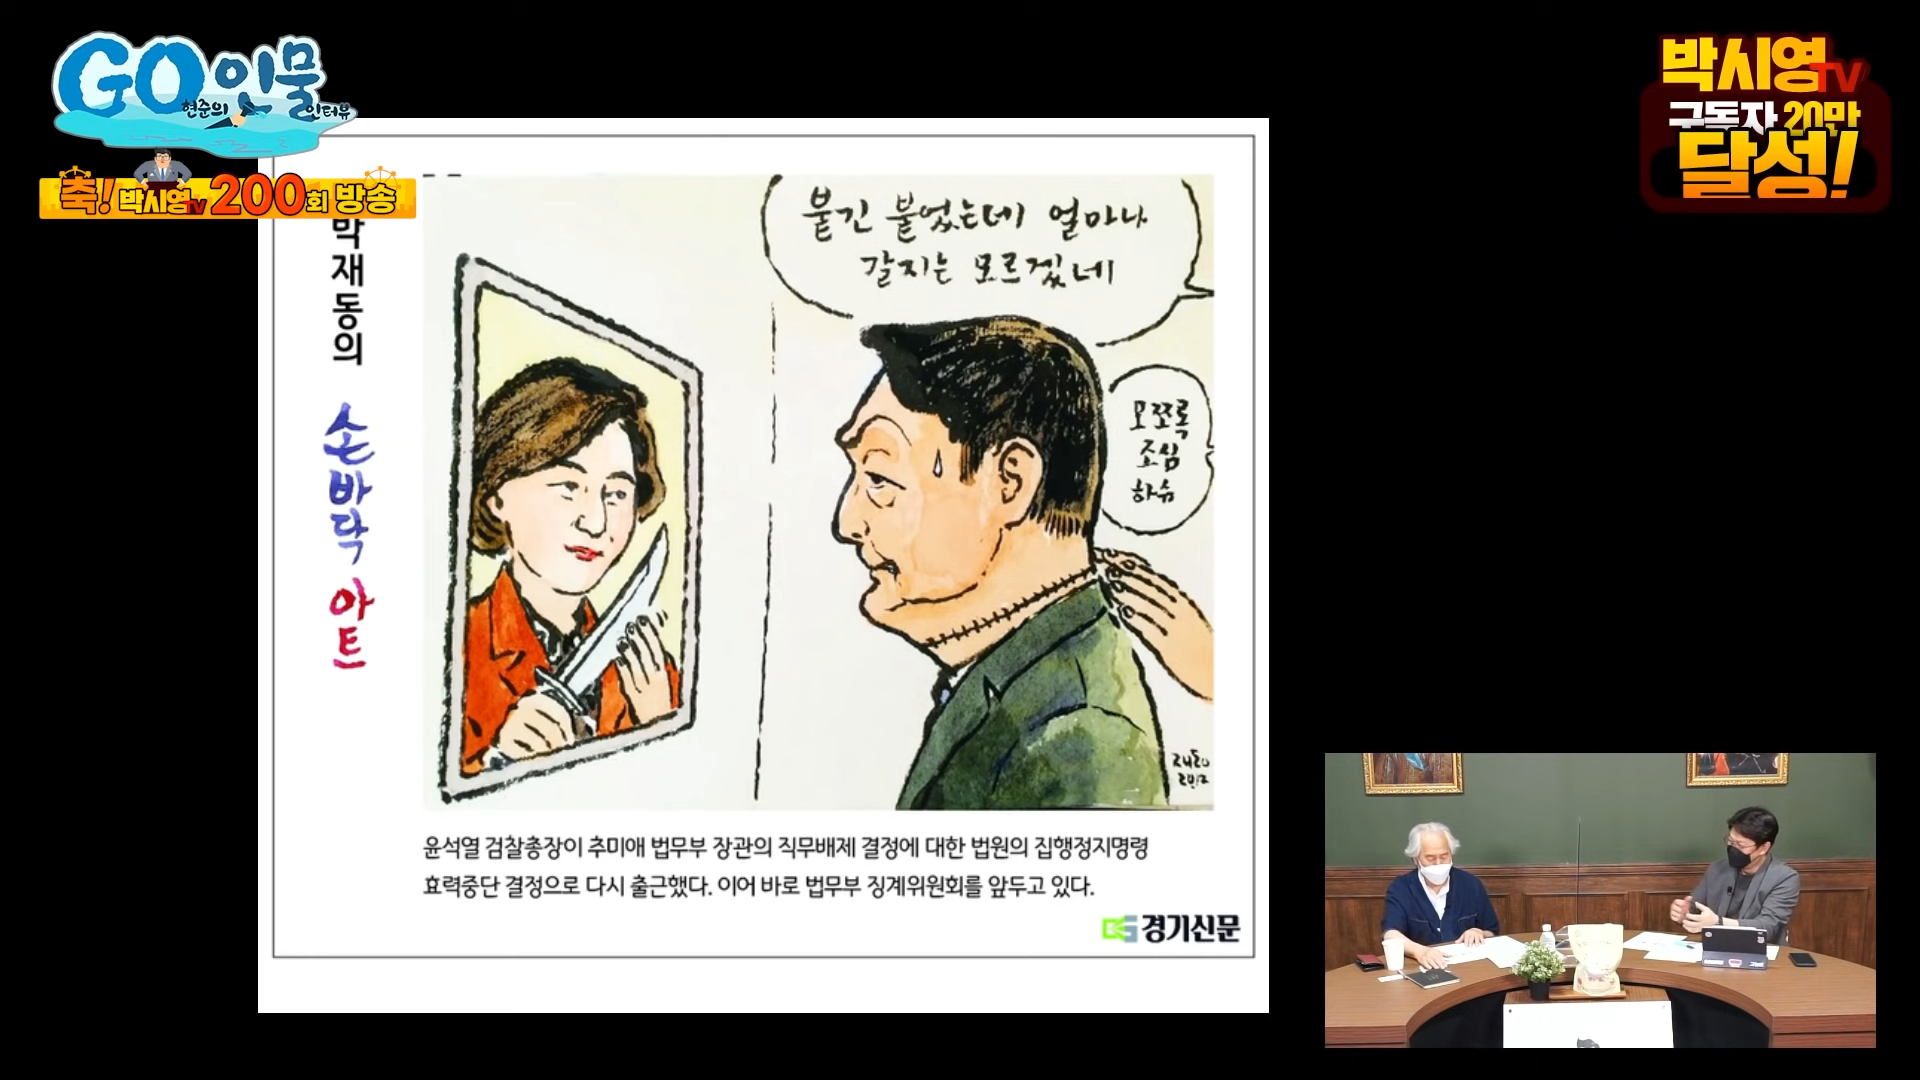 GO인물
현준의 인터뷰
축! 박시영TV 200회 방송
박시영TV
구독자 20만
달성!
박재동의 손바닥 아트
붙긴 붙었는데 얼마나
갈지는 모르겠네
모쪼록
조심
하슈
재동
윤석열 검찰총장이 추미애 법무부 장관의 직무배제 결정에 대한 법원의 집행정지명령
효력중단 결정으로 다시 출근했다. 이어 바로 법무부 징계위원회를 앞두고 있다.
경기신문